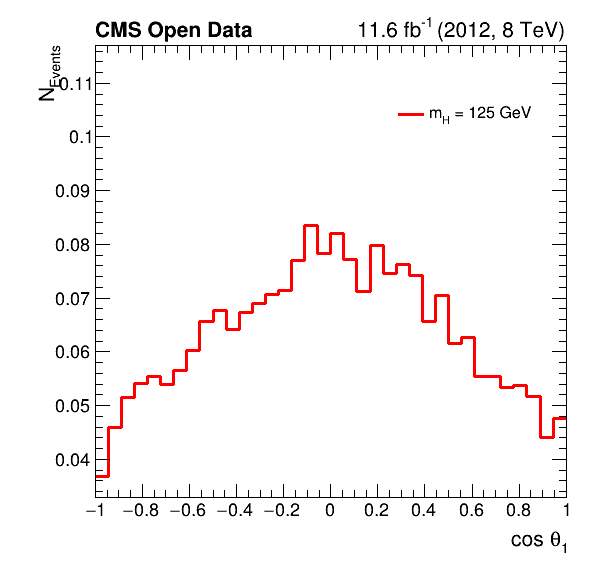 CMS Open Data 11.6 fb-1 (2012, 8 TeV)
NEvents
0.11
mH = 125 GeV
0.1
0.09
0.08
0.07
0.06
0.05
0.04
−1 −0.8 −0.6 −0.4 −0.2 0 0.2 0.4 0.6 0.8 1
cos θ1